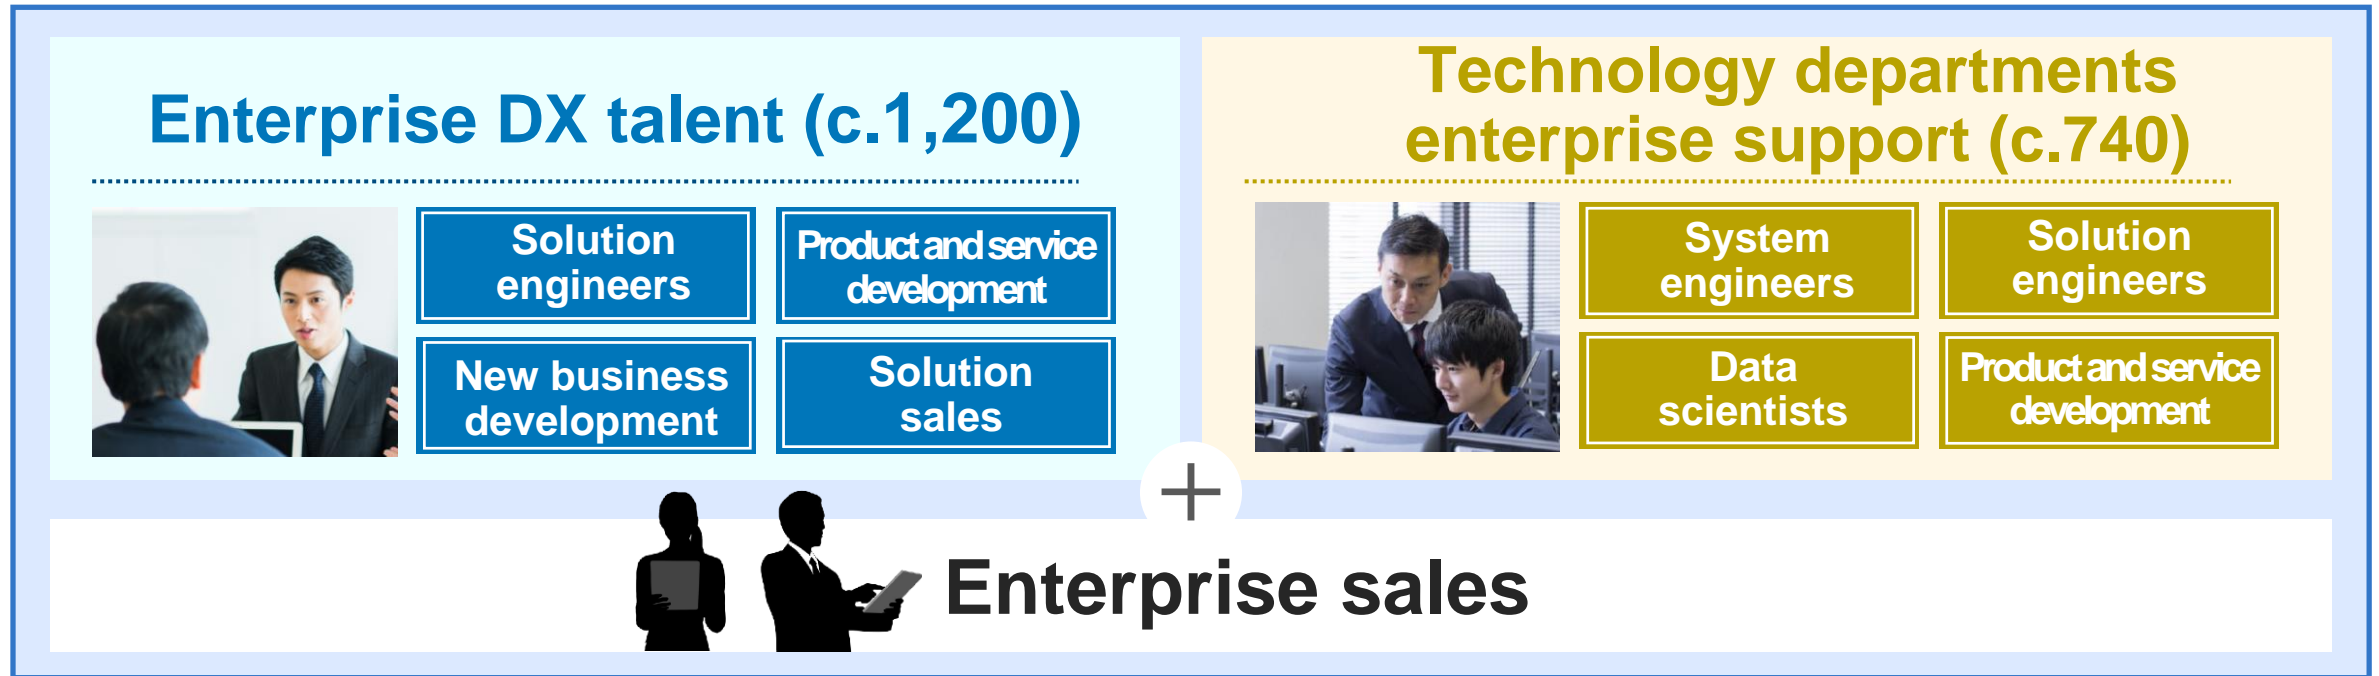 Enterprise DX talent (c.1,200)
Solution
engineers
Product and service
development
New business
development
Solution
sales
Technology departments
enterprise support (c.740)
System
engineers
Solution
engineers
Data
scientists
Product and service
development
+
Enterprise sales